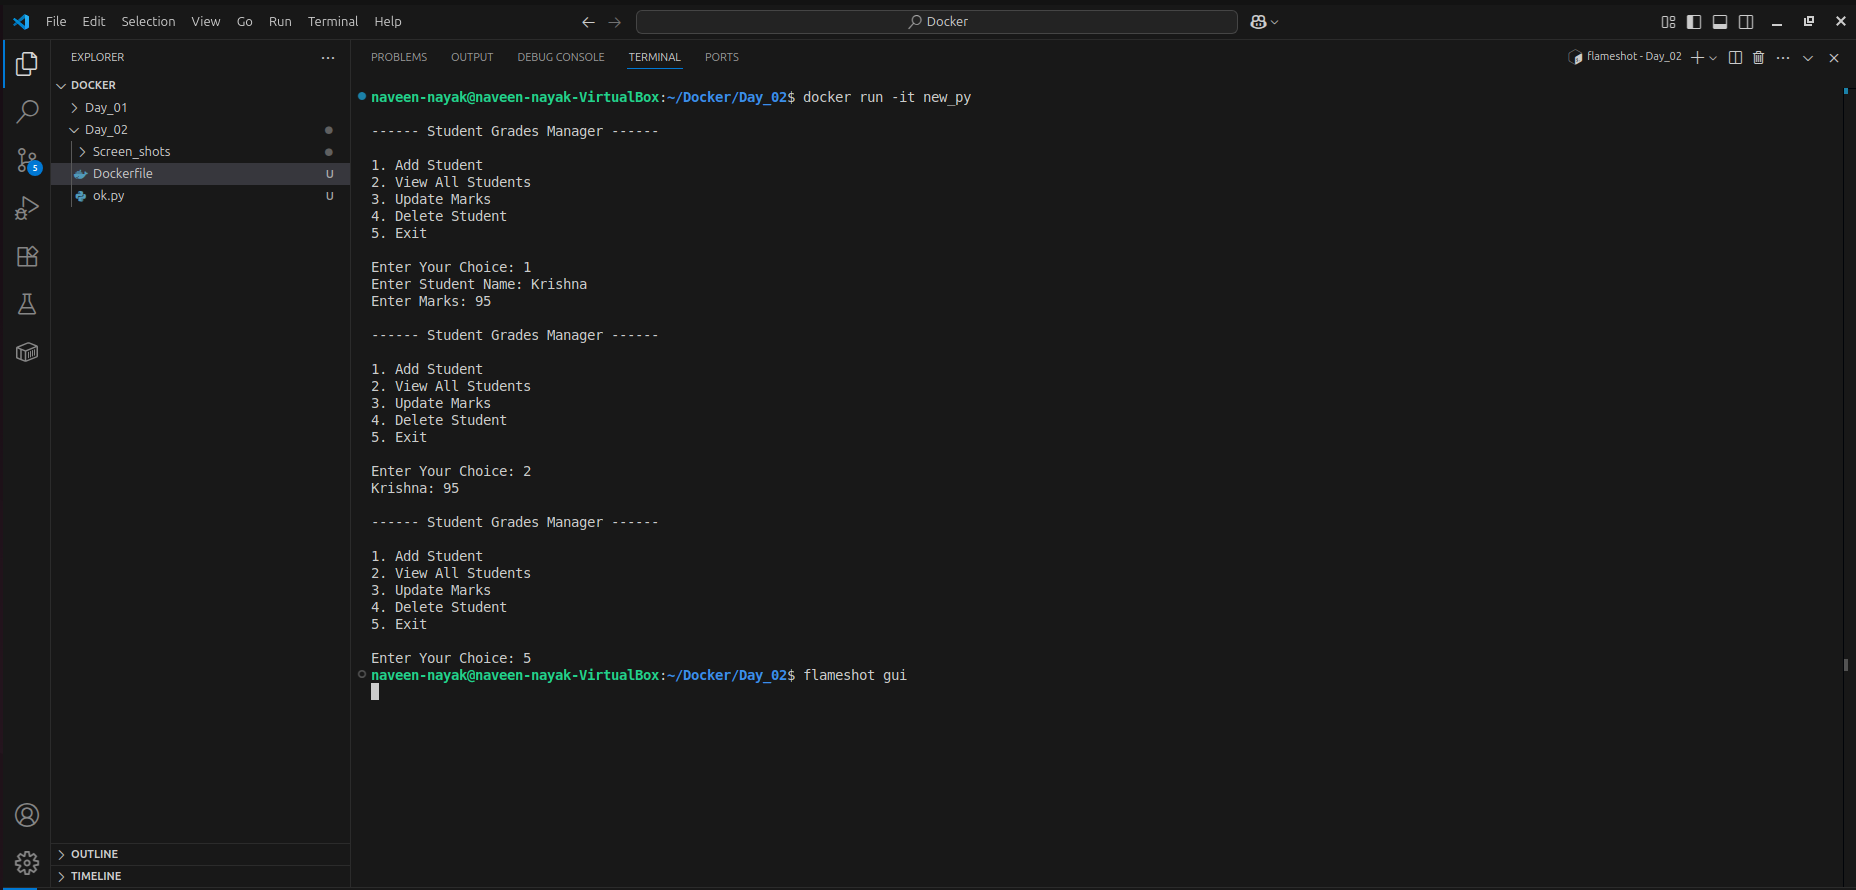 File Edit Selection View Go Run Terminal Help
Docker
EXPLORER
DOCKER
Day_01
Day_02
Screen_shots
Dockerfile U
ok.py U
5
OUTLINE
TIMELINE
PROBLEMS OUTPUT DEBUG CONSOLE TERMINAL PORTS
flameshot - Day_02
naveen-nayak@naveen-nayak-VirtualBox:~/Docker/Day_02$ docker run -it new_py
------ Student Grades Manager ------
1. Add Student
2. View All Students
3. Update Marks
4. Delete Student
5. Exit
Enter Your Choice: 1
Enter Student Name: Krishna
Enter Marks: 95
------ Student Grades Manager ------
1. Add Student
2. View All Students
3. Update Marks
4. Delete Student
5. Exit
Enter Your Choice: 2
Krishna: 95
------ Student Grades Manager ------
1. Add Student
2. View All Students
3. Update Marks
4. Delete Student
5. Exit
Enter Your Choice: 5
naveen-nayak@naveen-nayak-VirtualBox:~/Docker/Day_02$ flameshot gui